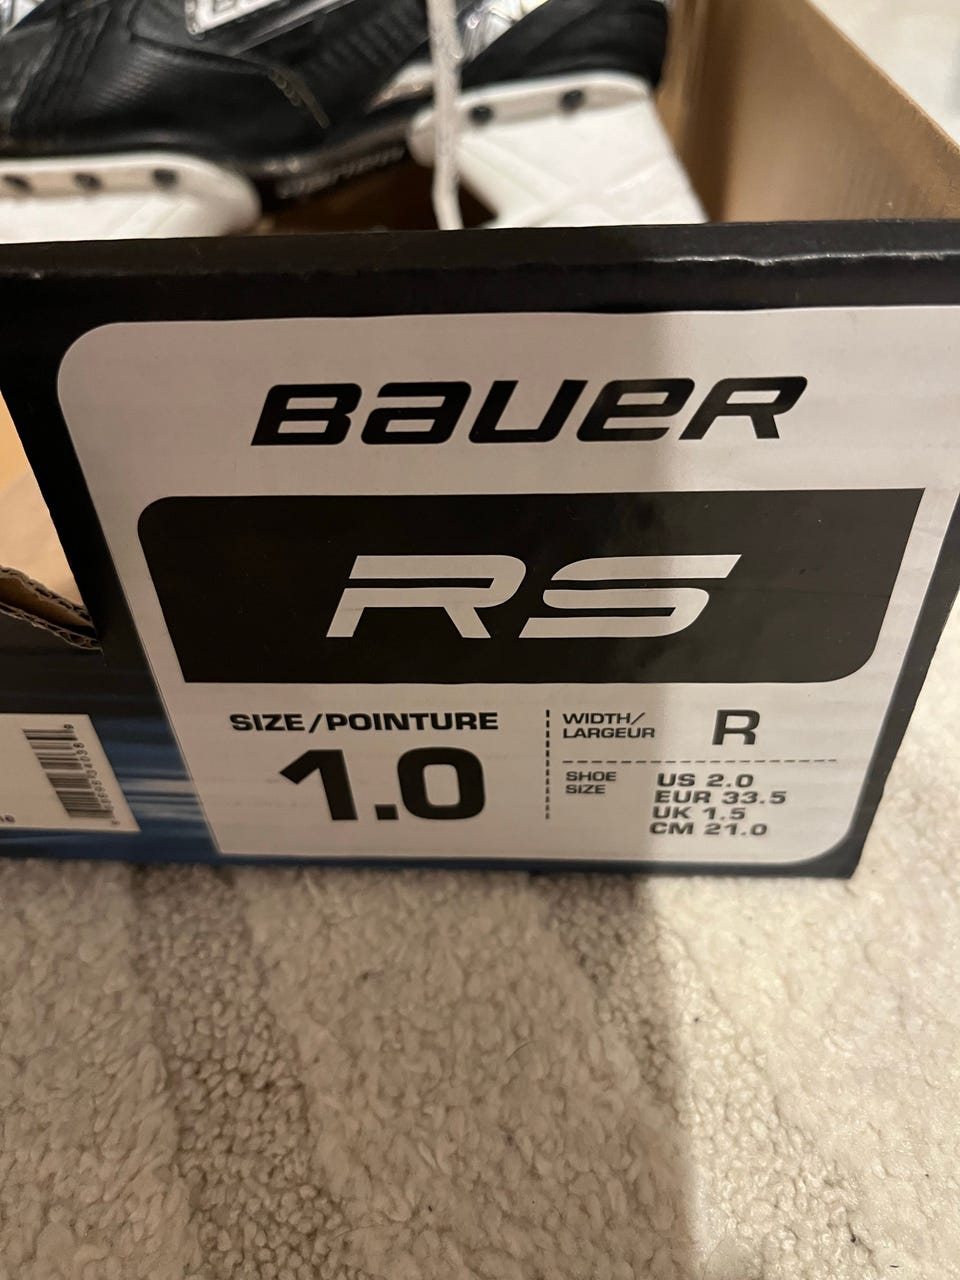 BAUER
RS
SIZE/POINTURE
1.0
WIDTH/
LARGEUR
R
SHOE
SIZE
US 2.0
EUR 33.5
UK 1.5
CM 21.0